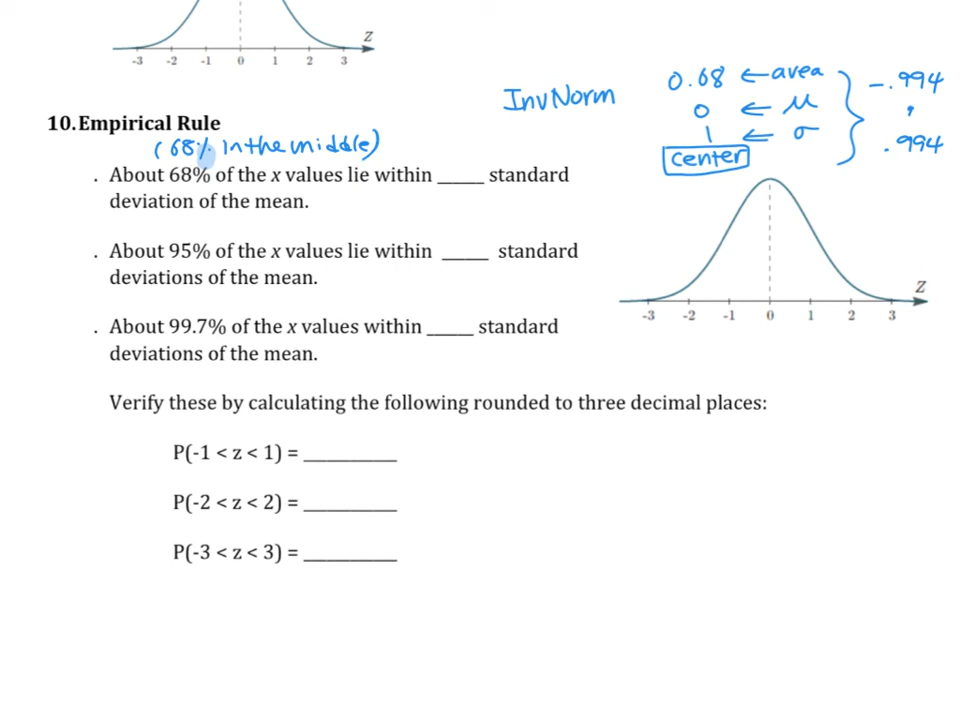 Z
-3 -2 -1 0 1 2 3
InvNorm
0.68 ← area
0 ← μ
1 ← σ
center
-.994
,
.994
10. Empirical Rule
(68% in the middle)
. About 68% of the x values lie within _____ standard
deviation of the mean.
. About 95% of the x values lie within _____ standard
deviations of the mean.
. About 99.7% of the x values within _____ standard
deviations of the mean.
Z
-3 -2 -1 0 1 2 3
Verify these by calculating the following rounded to three decimal places:
P(-1 < z < 1) = __________
P(-2 < z < 2) = __________
P(-3 < z < 3) = __________